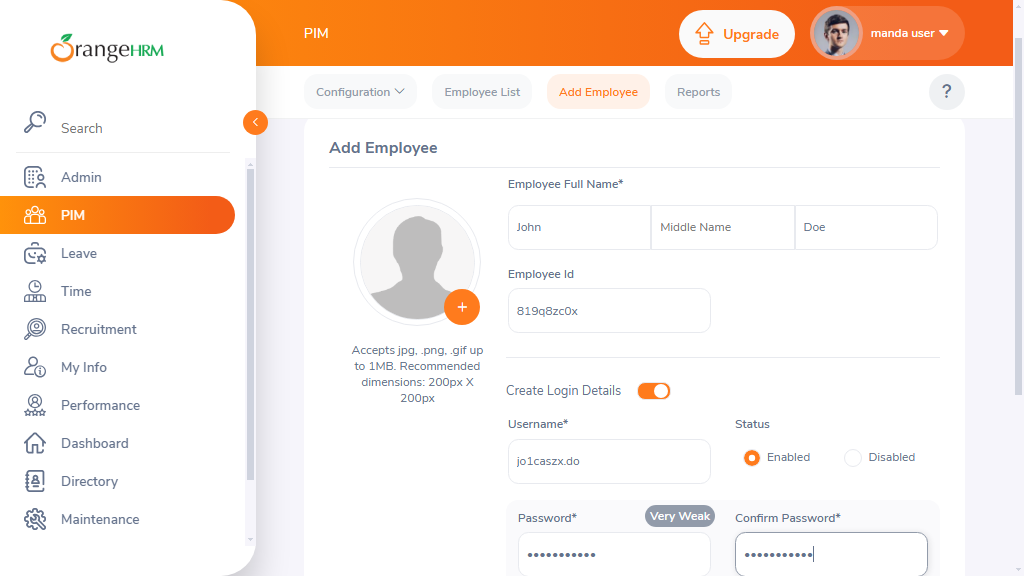 OrangeHRM
PIM
Upgrade
manda user
Configuration
Employee List
Add Employee
Reports
?
Search
Admin
PIM
Leave
Time
Recruitment
My Info
Performance
Dashboard
Directory
Maintenance
Add Employee
Accepts jpg, .png, .gif up
to 1MB. Recommended
dimensions: 200px X
200px
Employee Full Name*
John
Middle Name
Doe
Employee Id
819q8zc0x
Create Login Details
Username*
jo1caszx.do
Status
Enabled
Disabled
Password*
Very Weak
•••••••••••
Confirm Password*
•••••••••••